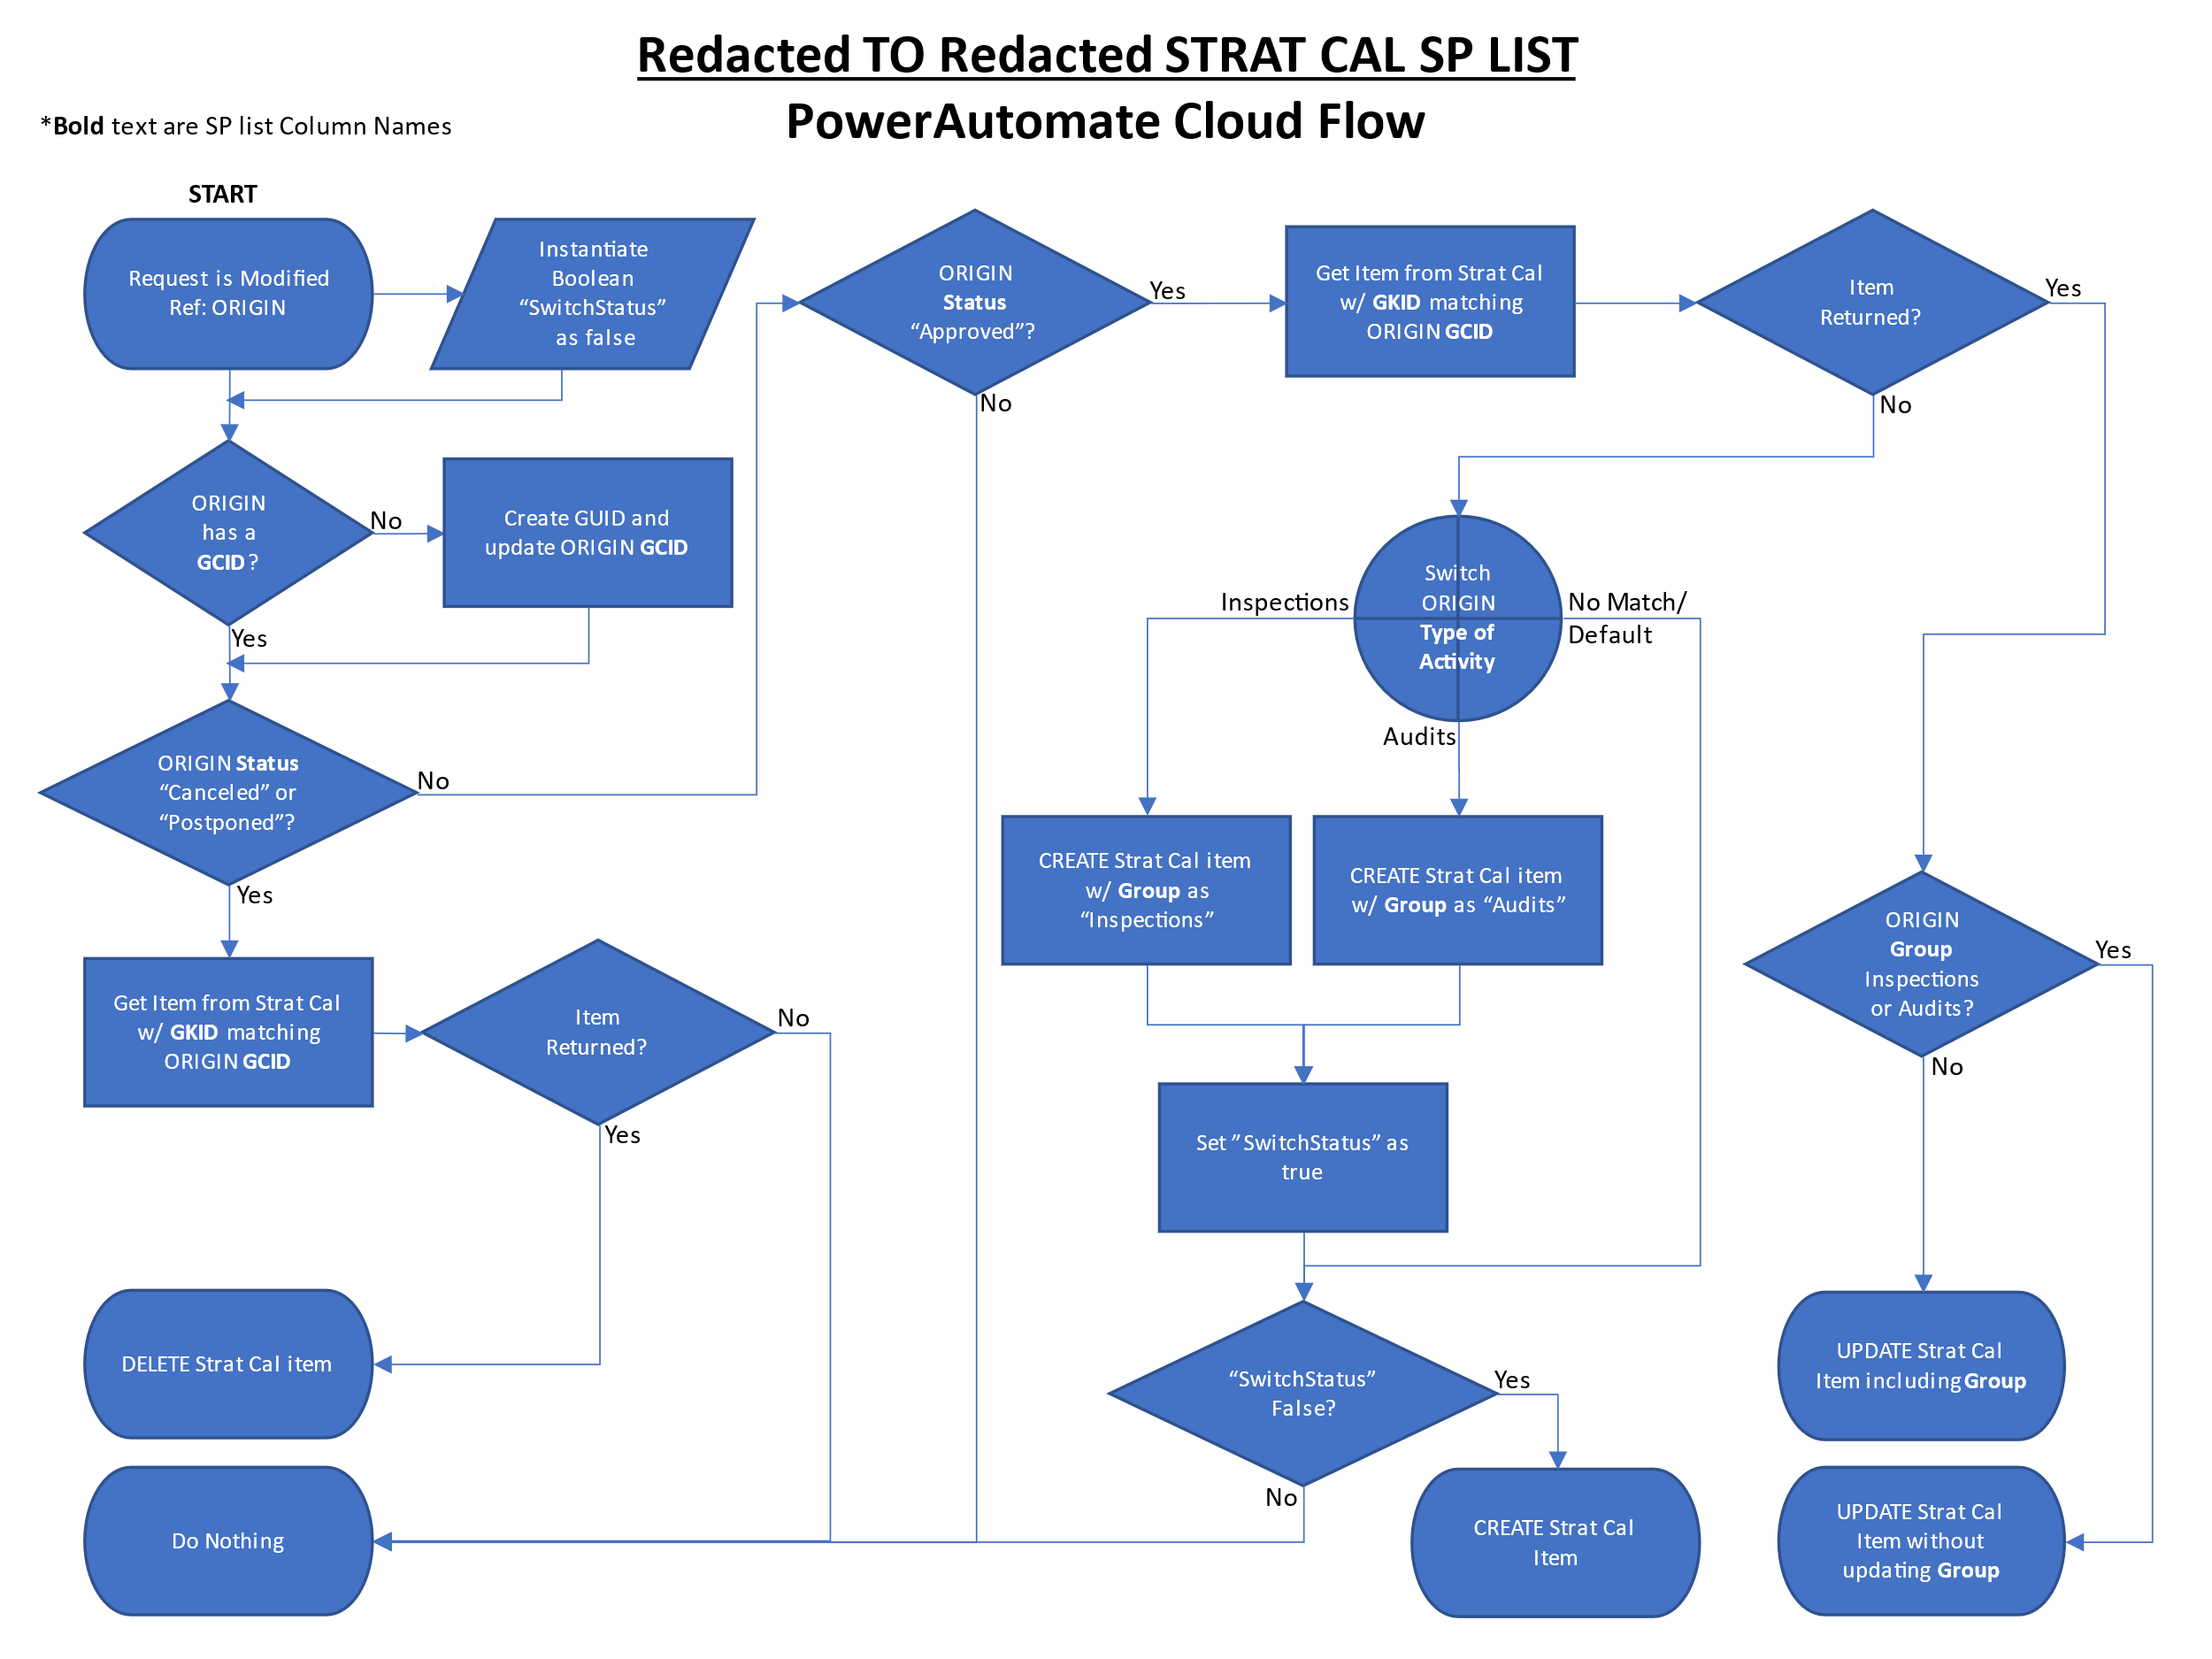 Redacted TO Redacted STRAT CAL SP LIST
PowerAutomate Cloud Flow
*Bold text are SP list Column Names
START
Request is Modified
Ref: ORIGIN
Instantiate
Boolean
“SwitchStatus”
as false
ORIGIN
Status
“Approved”?
Yes
No
Get Item from Strat Cal
w/ GKID matching
ORIGIN GCID
Item
Returned?
Yes
No
ORIGIN
has a
GCID?
No
Yes
Create GUID and
update ORIGIN GCID
Switch
ORIGIN
Type of
Activity
Inspections
No Match/
Default
Audits
ORIGIN Status
“Canceled” or
“Postponed”?
No
Yes
CREATE Strat Cal item
w/ Group as
“Inspections”
CREATE Strat Cal item
w/ Group as “Audits”
ORIGIN
Group
Inspections
or Audits?
Yes
No
Get Item from Strat Cal
w/ GKID matching
ORIGIN GCID
Item
Returned?
No
Yes
Set ”SwitchStatus” as
true
DELETE Strat Cal item
“SwitchStatus”
False?
Yes
No
UPDATE Strat Cal
Item including Group
Do Nothing
CREATE Strat Cal
Item
UPDATE Strat Cal
Item without
updating Group